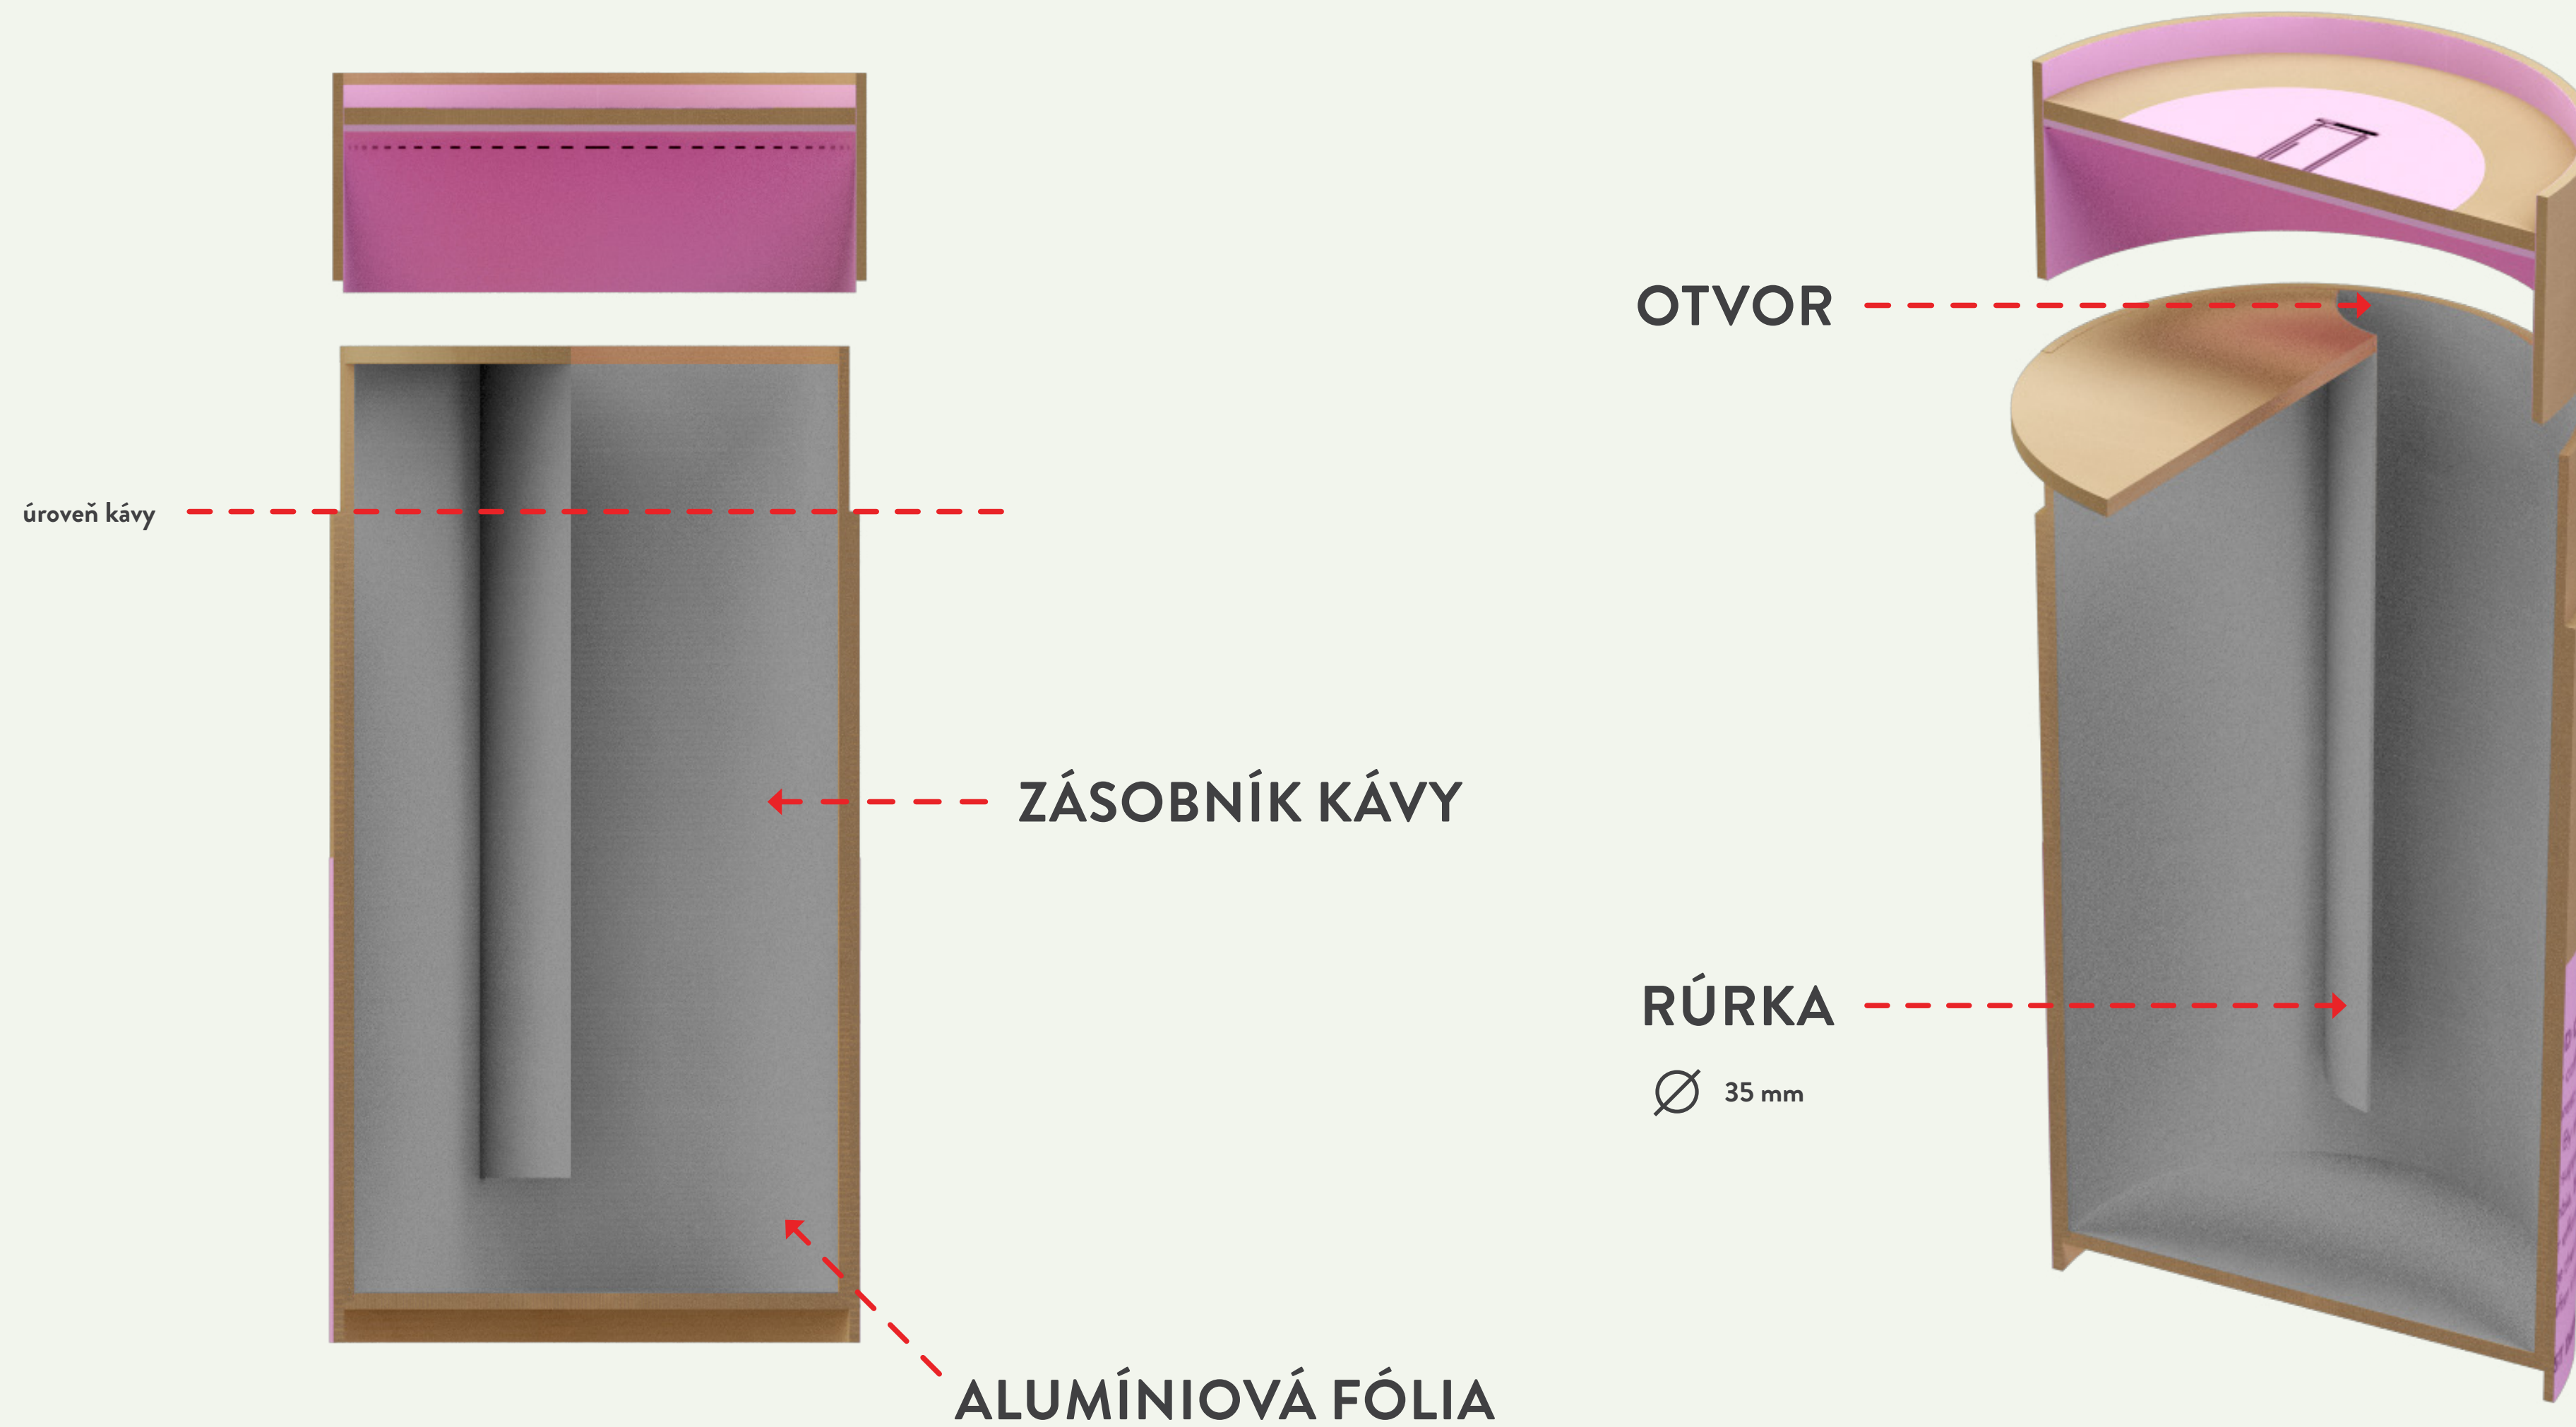 OTVOR
úroveň kávy
ZÁSOBNÍK KÁVY
RÚRKA
35 mm
ALUMÍNIOVÁ FÓLIA